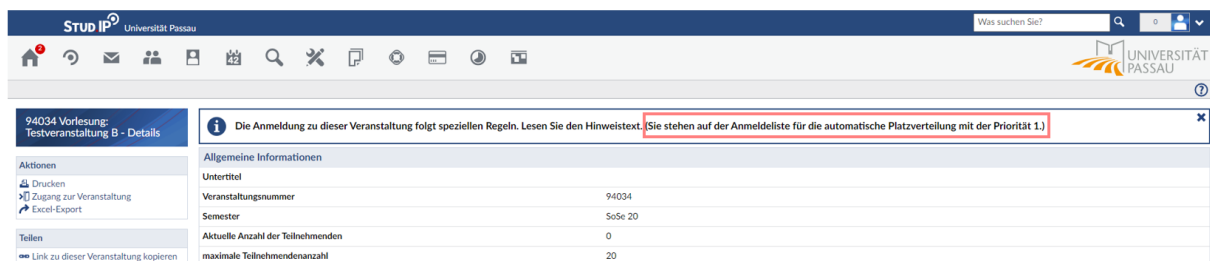 STUD IP Universität Passau
Was suchen Sie?
0
2
42
UNIVERSITÄT
PASSAU
94034 Vorlesung:
Testveranstaltung B - Details
Die Anmeldung zu dieser Veranstaltung folgt speziellen Regeln. Lesen Sie den Hinweistext. (Sie stehen auf der Anmeldeliste für die automatische Platzverteilung mit der Priorität 1.)
Aktionen
Drucken
Zugang zur Veranstaltung
Excel-Export
Teilen
Link zu dieser Veranstaltung kopieren
Allgemeine Informationen
Untertitel
Veranstaltungsnummer 94034
Semester SoSe 20
Aktuelle Anzahl der Teilnehmenden 0
maximale Teilnehmendenanzahl 20